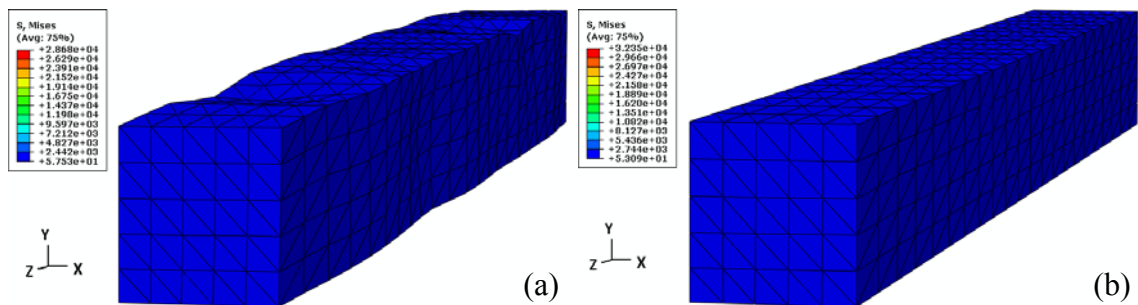 S, Mises
(Avg: 75%)
+2.868e+04
+2.629e+04
+2.391e+04
+2.152e+04
+1.914e+04
+1.675e+04
+1.437e+04
+1.198e+04
+9.597e+03
+7.212e+03
+4.827e+03
+2.442e+03
+5.753e+01
Y
Z
X
(a)
S, Mises
(Avg: 75%)
+3.235e+04
+2.966e+04
+2.697e+04
+2.427e+04
+2.158e+04
+1.889e+04
+1.620e+04
+1.351e+04
+1.082e+04
+8.127e+03
+5.436e+03
+2.744e+03
+5.309e+01
Y
Z
X
(b)